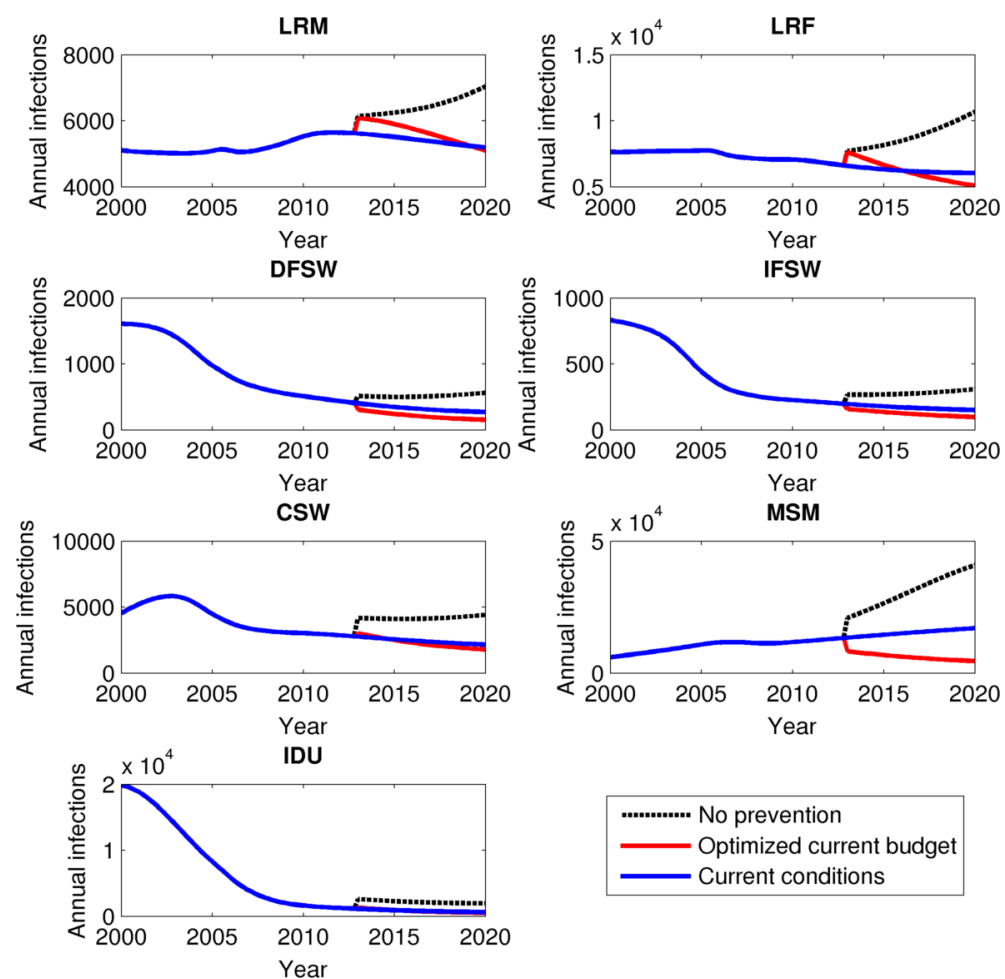 LRM
Annual infections
8000
6000
4000
2000 2005 2010 2015 2020
Year
LRF
x 10^4
Annual infections
1.5
1
0.5
2000 2005 2010 2015 2020
Year
DFSW
Annual infections
2000
1000
0
2000 2005 2010 2015 2020
Year
IFSW
Annual infections
1000
500
0
2000 2005 2010 2015 2020
Year
CSW
Annual infections
10000
5000
0
2000 2005 2010 2015 2020
Year
MSM
x 10^4
Annual infections
5
0
2000 2005 2010 2015 2020
Year
IDU
x 10^4
Annual infections
2
1
0
2000 2005 2010 2015 2020
Year
No prevention
Optimized current budget
Current conditions